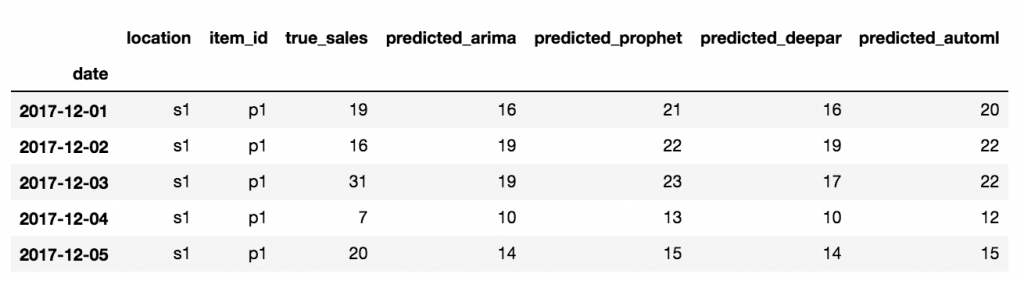 location item_id true_sales predicted_arima predicted_prophet predicted_deepar predicted_automl
date
2017-12-01 s1 p1 19 16 21 16 20
2017-12-02 s1 p1 16 19 22 19 22
2017-12-03 s1 p1 31 19 23 17 22
2017-12-04 s1 p1 7 10 13 10 12
2017-12-05 s1 p1 20 14 15 14 15